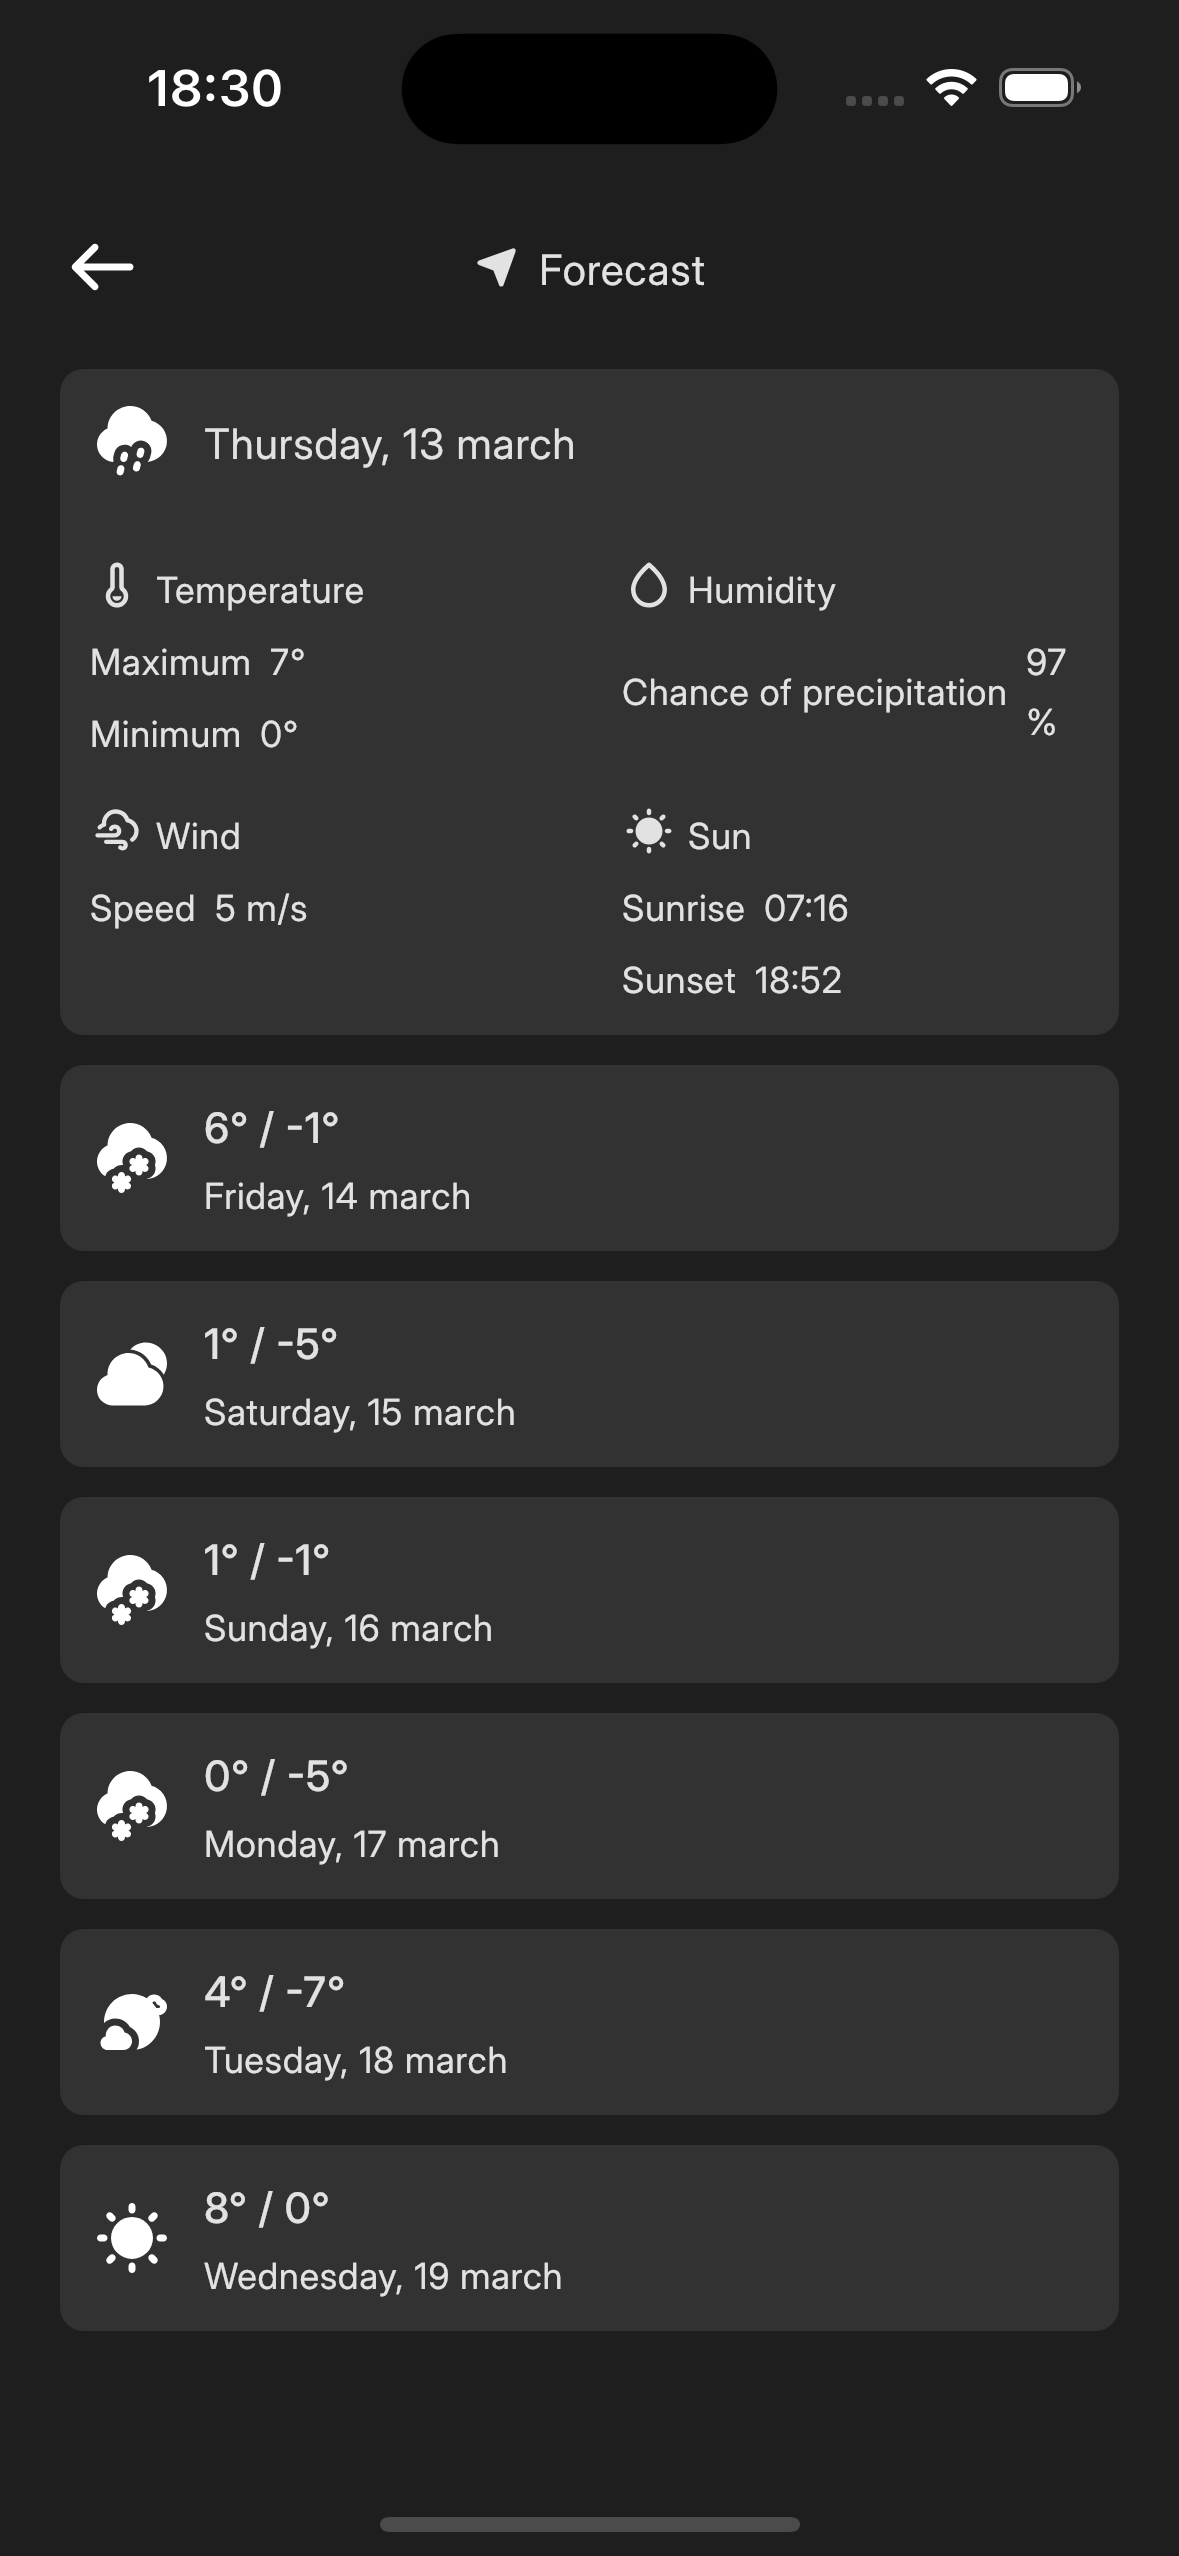 18:30
Forecast
Thursday, 13 march
Temperature
Maximum 7°
Minimum 0°
Humidity
Chance of precipitation 97
%
Wind
Speed 5 m/s
Sun
Sunrise 07:16
Sunset 18:52
6° / -1°
Friday, 14 march
1° / -5°
Saturday, 15 march
1° / -1°
Sunday, 16 march
0° / -5°
Monday, 17 march
4° / -7°
Tuesday, 18 march
8° / 0°
Wednesday, 19 march